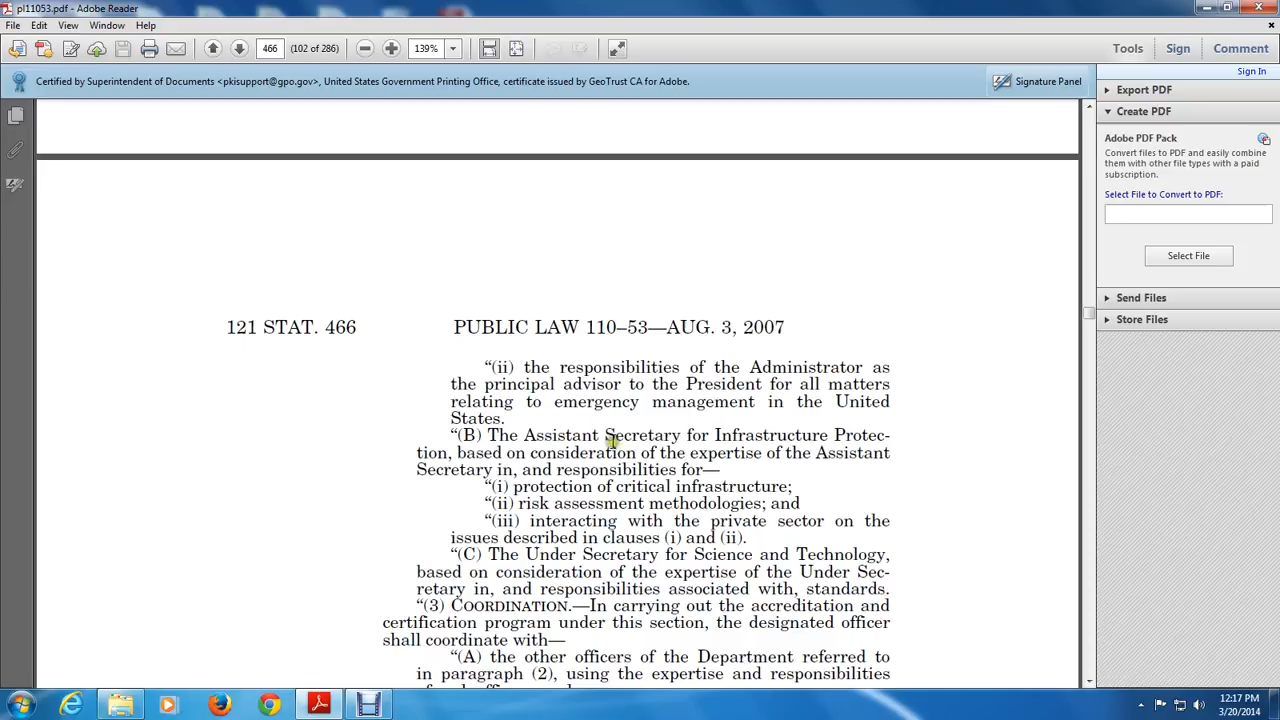 pl11053.pdf - Adobe Reader
File Edit View Window Help
466 (102 of 286) 139% Tools Sign Comment
Certified by Superintendent of Documents <pkisupport@gpo.gov>, United States Government Printing Office, certificate issued by GeoTrust CA for Adobe.
Signature Panel
Sign In
Export PDF
Create PDF
Adobe PDF Pack
Convert files to PDF and easily combine
them with other file types with a paid
subscription.
Select File to Convert to PDF:
Select File
Send Files
Store Files
121 STAT. 466 PUBLIC LAW 110–53—AUG. 3, 2007
“(ii) the responsibilities of the Administrator as
the principal advisor to the President for all matters
relating to emergency management in the United
States.
“(B) The Assistant Secretary for Infrastructure Protec-
tion, based on consideration of the expertise of the Assistant
Secretary in, and responsibilities for—
“(i) protection of critical infrastructure;
“(ii) risk assessment methodologies; and
“(iii) interacting with the private sector on the
issues described in clauses (i) and (ii).
“(C) The Under Secretary for Science and Technology,
based on consideration of the expertise of the Under Sec-
retary in, and responsibilities associated with, standards.
“(3) COORDINATION.—In carrying out the accreditation and
certification program under this section, the designated officer
shall coordinate with—
“(A) the other officers of the Department referred to
in paragraph (2), using the expertise and responsibilities
12:17 PM
3/20/2014